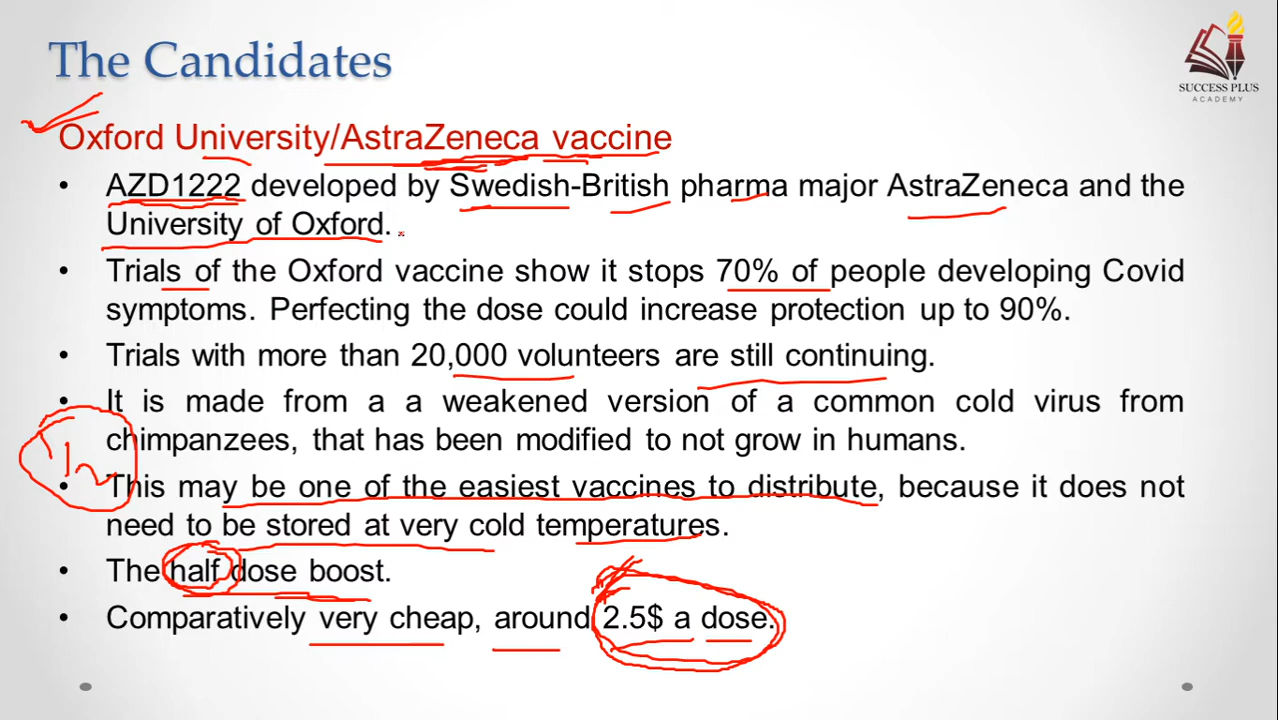 The Candidates
SUCCESS PLUS
ACADEMY
Oxford University/AstraZeneca vaccine
• AZD1222 developed by Swedish-British pharma major AstraZeneca and the
University of Oxford.
• Trials of the Oxford vaccine show it stops 70% of people developing Covid
symptoms. Perfecting the dose could increase protection up to 90%.
• Trials with more than 20,000 volunteers are still continuing.
• It is made from a a weakened version of a common cold virus from
chimpanzees, that has been modified to not grow in humans.
1/2
• This may be one of the easiest vaccines to distribute, because it does not
need to be stored at very cold temperatures.
• The half dose boost.
• Comparatively very cheap, around 2.5$ a dose.